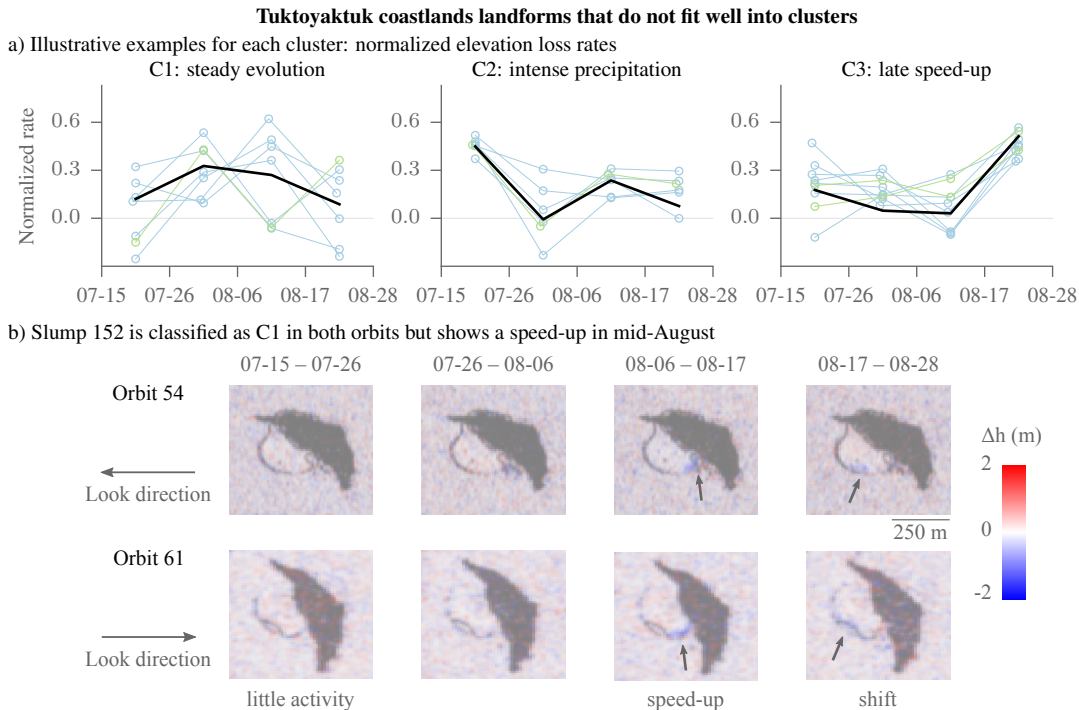 Tuktoyaktuk coastlands landforms that do not fit well into clusters
a) Illustrative examples for each cluster: normalized elevation loss rates
C1: steady evolution
C2: intense precipitation
C3: late speed-up
Normalized rate
0.6
0.3
0.0
07-15
07-26
08-06
08-17
08-28
0.6
0.3
0.0
07-15
07-26
08-06
08-17
08-28
0.6
0.3
0.0
07-15
07-26
08-06
08-17
08-28
b) Slump 152 is classified as C1 in both orbits but shows a speed-up in mid-August
07-15 – 07-26
07-26 – 08-06
08-06 – 08-17
08-17 – 08-28
Orbit 54
Look direction
Δh (m)
2
0
-2
250 m
Orbit 61
Look direction
little activity
speed-up
shift